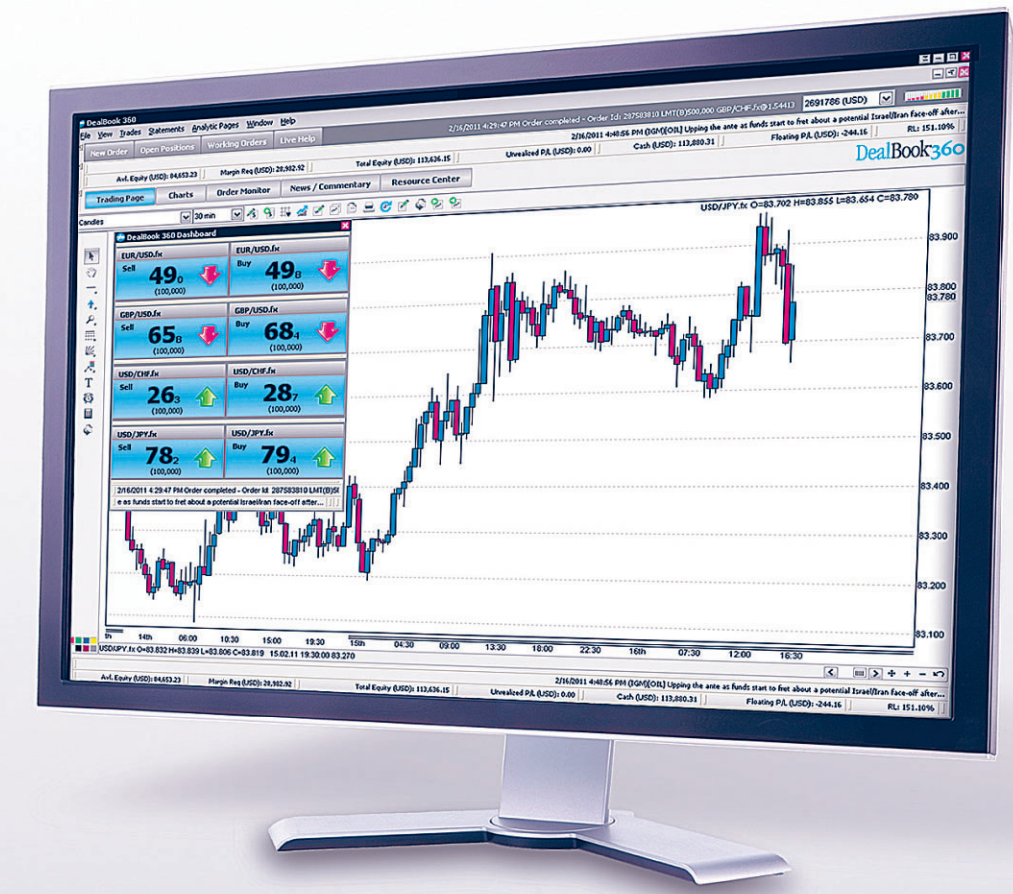 DealBook 360
File View Trades Statements Analytic Pages Window Help
New Order Open Positions Working Orders Live Help
2/16/2011 4:29:47 PM Order completed - Order Id: 287583810 LMT(B)500,000 GBP/CHF.fx@1.54413
2691786 (USD)
2/16/2011 4:48:56 PM (IGM)[OIL] Upping the ante as funds start to fret about a potential Israel/Iran face-off after...
Avl. Equity (USD): 84,653.23 Margin Req (USD): 28,982.92 Total Equity (USD): 113,636.15 Unrealized P/L (USD): 0.00 Cash (USD): 113,880.31 Floating P/L (USD): -244.16 RL: 151.10%
DealBook360
Trading Page Charts Order Monitor News / Commentary Resource Center
Candles 30 min
USD/JPY.fx O=83.702 H=83.855 L=83.654 C=83.780
DealBook 360 Dashboard
EUR/USD.fx EUR/USD.fx
Sell 490 Buy 498
(100,000) (100,000)
GBP/USD.fx GBP/USD.fx
Sell 658 Buy 684
(100,000) (100,000)
USD/CHF.fx USD/CHF.fx
Sell 263 Buy 287
(100,000) (100,000)
USD/JPY.fx USD/JPY.fx
Sell 782 Buy 794
(100,000) (100,000)
2/16/2011 4:29:47 PM Order completed - Order Id: 287583810 LMT(B)5(
e as funds start to fret about a potential Israel/Iran face-off after...
T
83.900
83.800
83.780
83.700
83.600
83.500
83.400
83.300
83.200
83.100
14th 06:00 10:30 15:00 19:30 15th 04:30 09:00 13:30 18:00 22:30 16th 07:30 12:00 16:30
USD/JPY.fx O=83.832 H=83.839 L=83.806 C=83.819 15.02.11 19:30:00 83.270
2/16/2011 4:48:56 PM (IGM)[OIL] Upping the ante as funds start to fret about a potential Israel/Iran face-off after...
Avl. Equity (USD): 84,653.23 Margin Req (USD): 28,982.92 Total Equity (USD): 113,636.15 Unrealized P/L (USD): 0.00 Cash (USD): 113,880.31 Floating P/L (USD): -244.16 RL: 151.10%